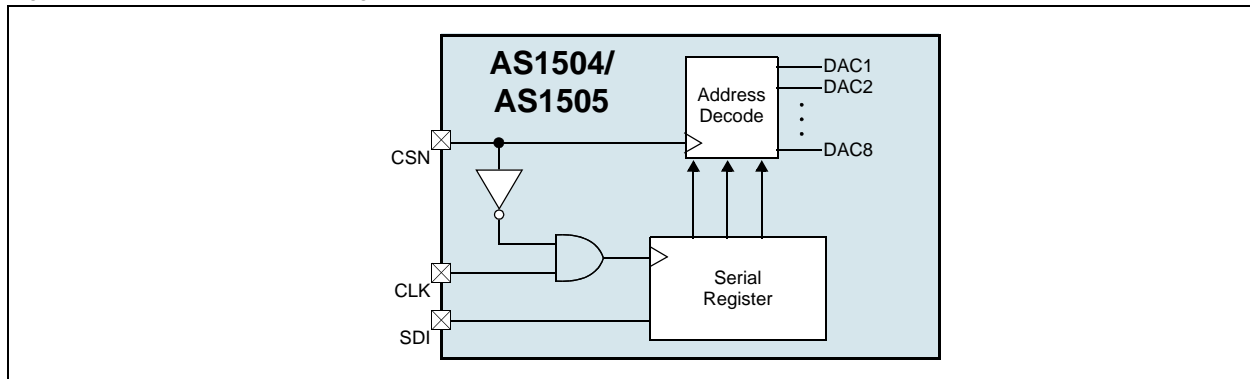 AS1504/
AS1505
Address
Decode
DAC1
DAC2
DAC8
CSN
CLK
SDI
Serial
Register